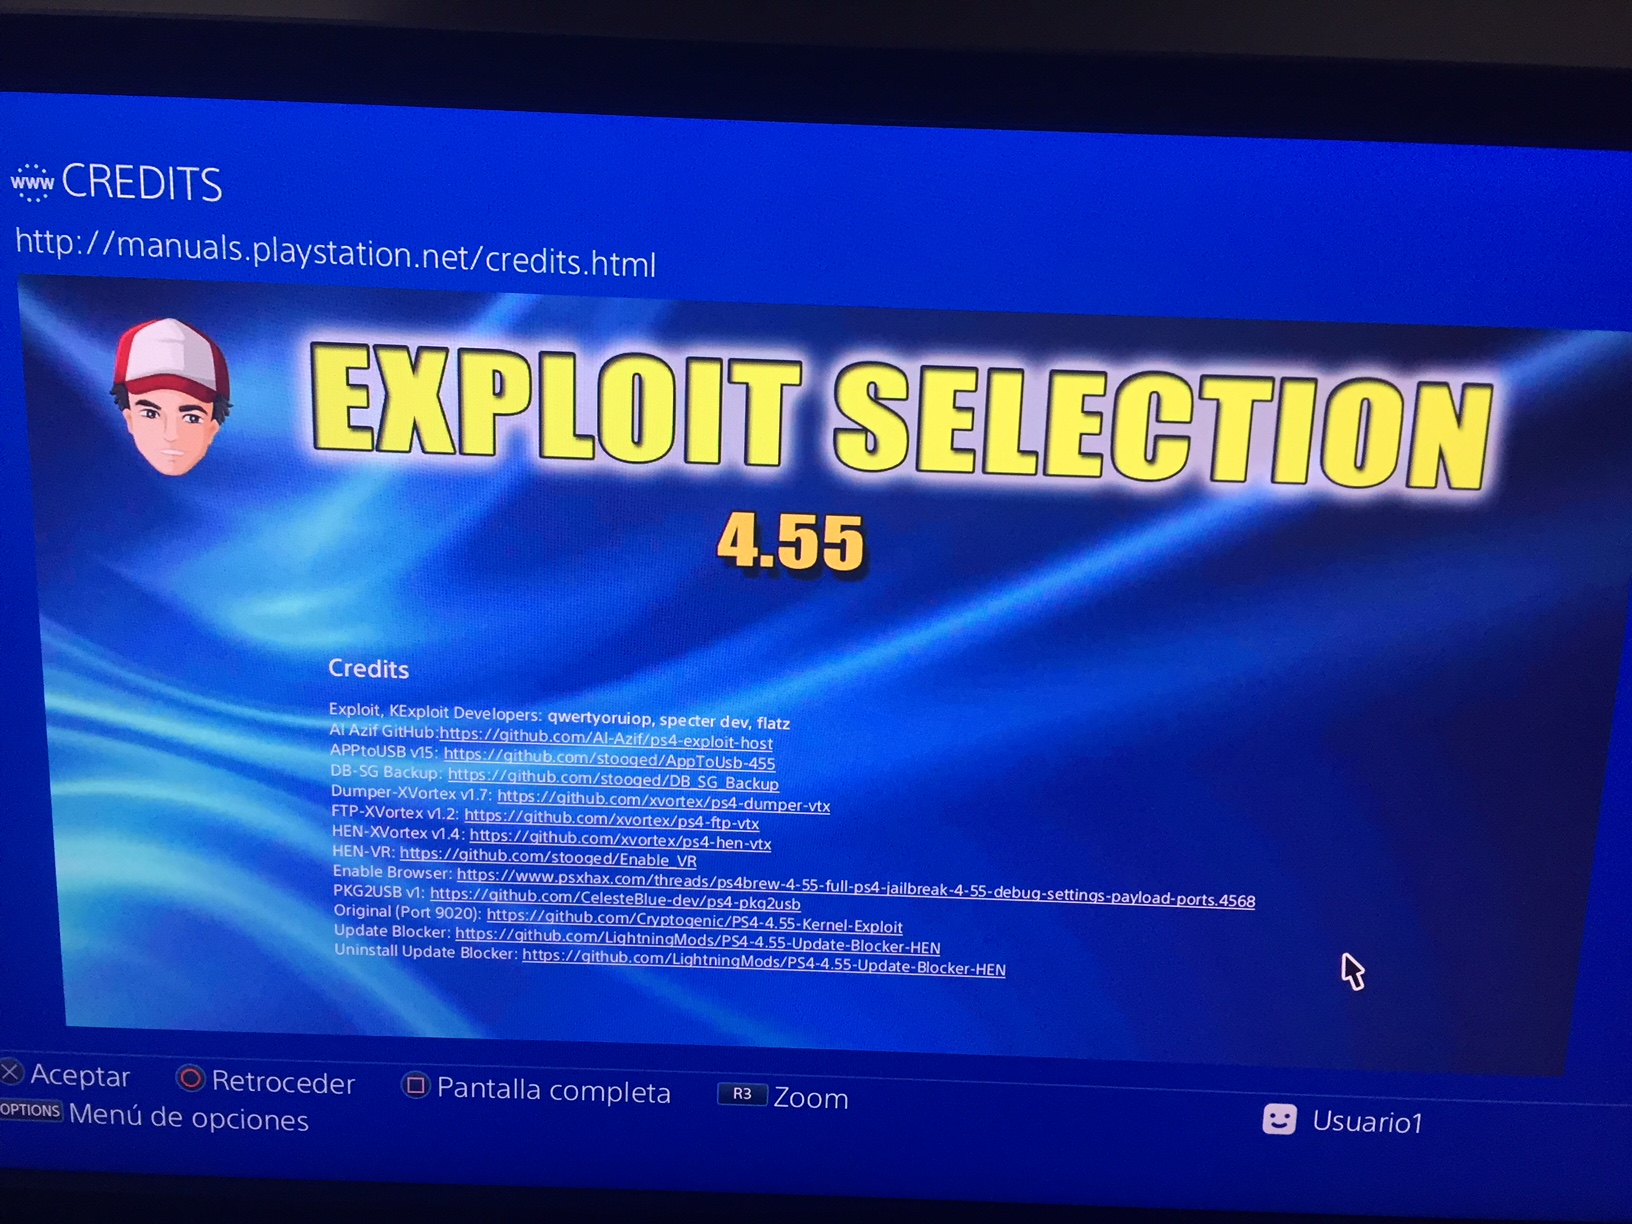 www CREDITS
http://manuals.playstation.net/credits.html
EXPLOIT SELECTION
4.55
Credits
Exploit, KExploit Developers: qwertyoruiop, specter dev, flatz
Al Azif GitHub:https://github.com/Al-Azif/ps4-exploit-host
APPtoUSB v15: https://github.com/stooged/AppToUsb-455
DB-SG Backup: https://github.com/stooged/DB_SG_Backup
Dumper-XVortex v1.7: https://github.com/xvortex/ps4-dumper-vtx
FTP-XVortex v1.2: https://github.com/xvortex/ps4-ftp-vtx
HEN-XVortex v1.4: https://github.com/xvortex/ps4-hen-vtx
HEN-VR: https://github.com/stooged/Enable_VR
Enable Browser: https://www.psxhax.com/threads/ps4brew-4-55-full-ps4-jailbreak-4-55-debug-settings-payload-ports.4568
PKG2USB v1: https://github.com/CelesteBlue-dev/ps4-pkg2usb
Original (Port 9020): https://github.com/Cryptogenic/PS4-4.55-Kernel-Exploit
Update Blocker: https://github.com/LightningMods/PS4-4.55-Update-Blocker-HEN
Uninstall Update Blocker: https://github.com/LightningMods/PS4-4.55-Update-Blocker-HEN
Aceptar Retroceder Pantalla completa R3 Zoom
OPTIONS Menú de opciones
Usuario1